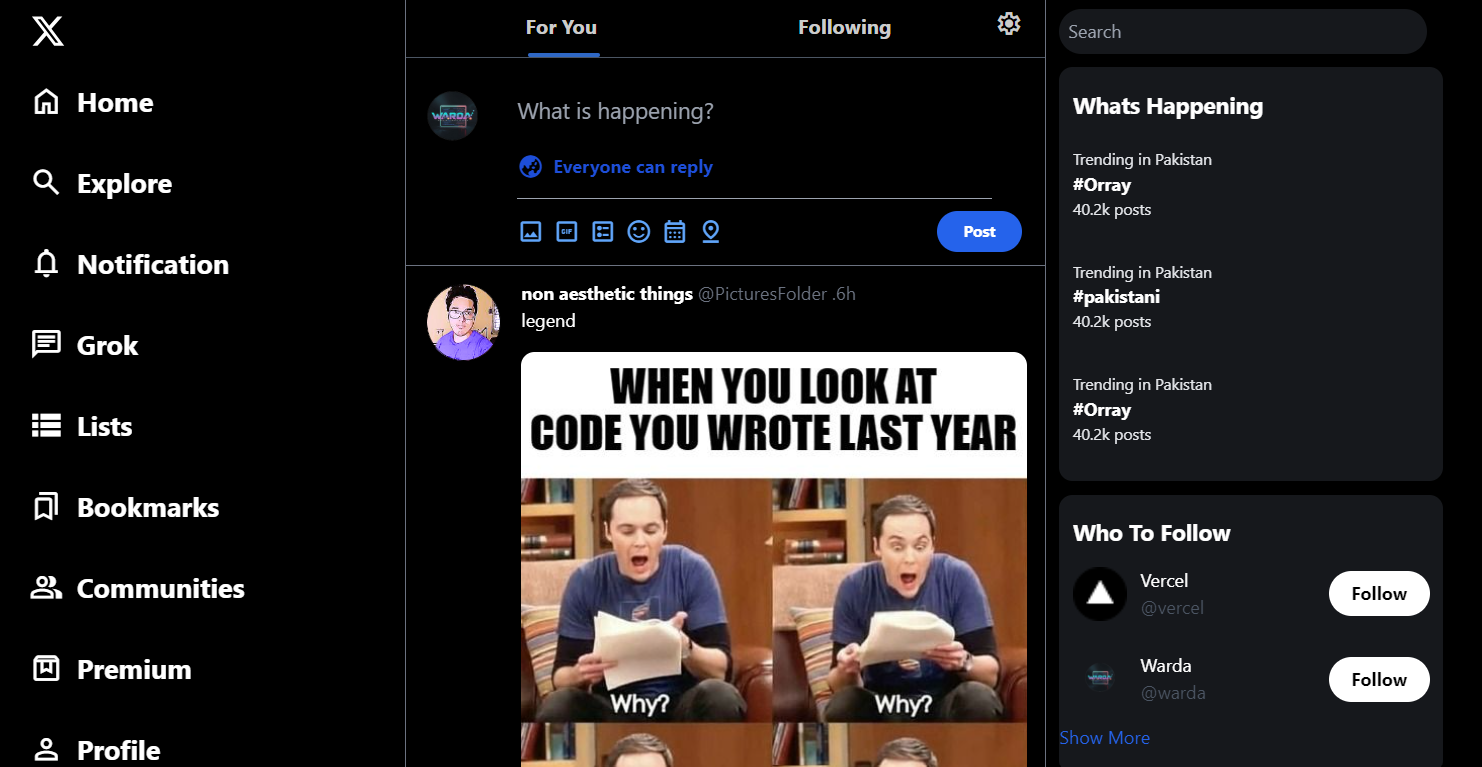 Home
Explore
Notification
Grok
Lists
Bookmarks
Communities
Premium
Profile
For You
Following
WARDA
What is happening?
Everyone can reply
GIF
Post
non aesthetic things @PicturesFolder .6h
legend
WHEN YOU LOOK AT
CODE YOU WROTE LAST YEAR
Why?
Why?
Search
Whats Happening
Trending in Pakistan
#Orray
40.2k posts
Trending in Pakistan
#pakistani
40.2k posts
Trending in Pakistan
#Orray
40.2k posts
Who To Follow
Vercel
@vercel
Follow
WARDA
Warda
@warda
Follow
Show More